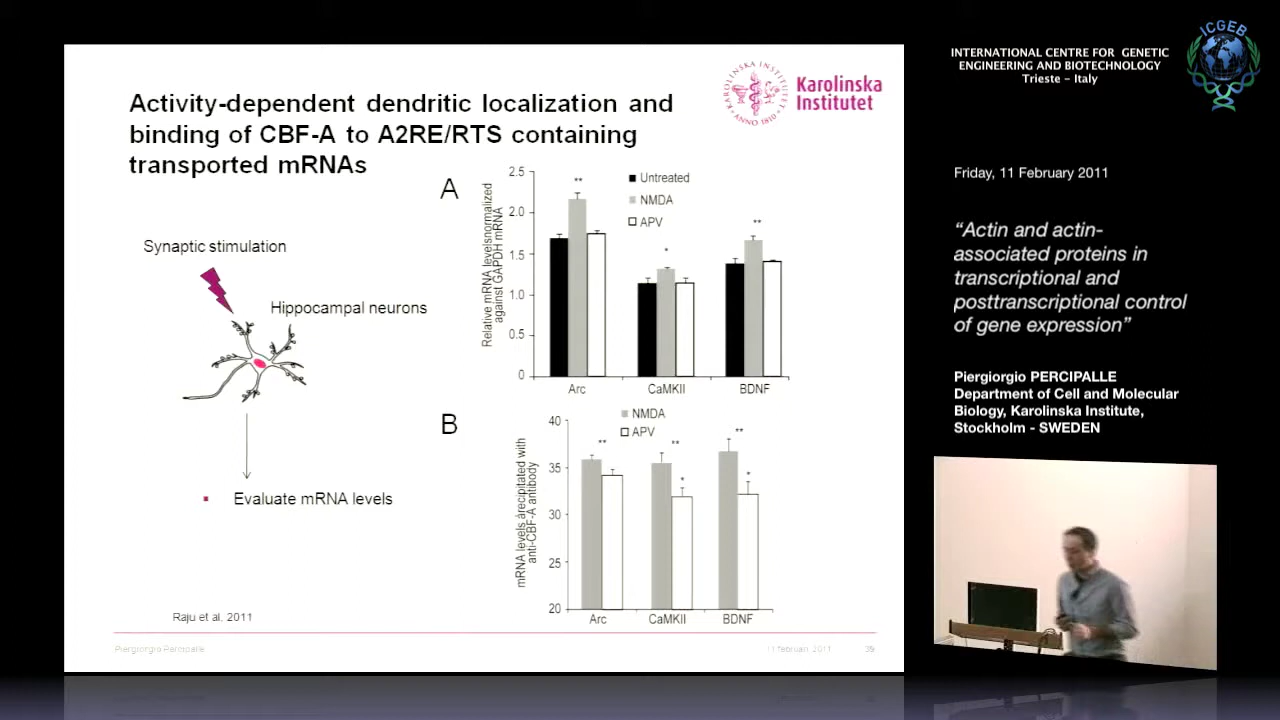 Activity-dependent dendritic localization and
binding of CBF-A to A2RE/RTS containing
transported mRNAs
KAROLINSKA INSTITUTET
ANNO 1810
Karolinska
Institutet
Synaptic stimulation
Hippocampal neurons
▪ Evaluate mRNA levels
Raju et al. 2011
A
Relative mRNA levelsnormalized
against GAPDH mRNA
2.5
2.0
1.5
1.0
0.5
0
Untreated
NMDA
APV
**
*
**
Arc CaMKII BDNF
B
mRNA levels precipitated with
anti-CBF-A antibody
40
35
30
25
20
NMDA
APV
**
**
*
**
*
Arc CaMKII BDNF
Piergiorgio Percipalle
11 februari, 2011
ICGEB
INTERNATIONAL CENTRE FOR GENETIC
ENGINEERING AND BIOTECHNOLOGY
Trieste – Italy
Friday, 11 February 2011
“Actin and actin-
associated proteins in
transcriptional and
posttranscriptional control
of gene expression”
Piergiorgio PERCIPALLE
Department of Cell and Molecular
Biology, Karolinska Institute,
Stockholm - SWEDEN